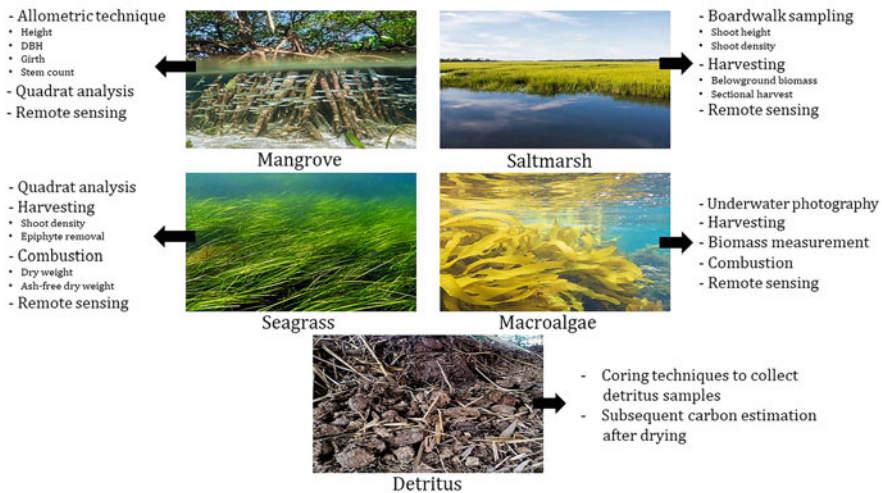 - Allometric technique
• Height
• DBH
• Girth
• Stem count
- Quadrat analysis
- Remote sensing
Mangrove
- Boardwalk sampling
• Shoot height
• Shoot density
- Harvesting
• Belowground biomass
• Sectional harvest
- Remote sensing
Saltmarsh
- Quadrat analysis
- Harvesting
• Shoot density
• Epiphyte removal
- Combustion
• Dry weight
• Ash-free dry weight
- Remote sensing
Seagrass
- Underwater photography
- Harvesting
- Biomass measurement
- Combustion
- Remote sensing
Macroalgae
- Coring techniques to collect
detritus samples
- Subsequent carbon estimation
after drying
Detritus